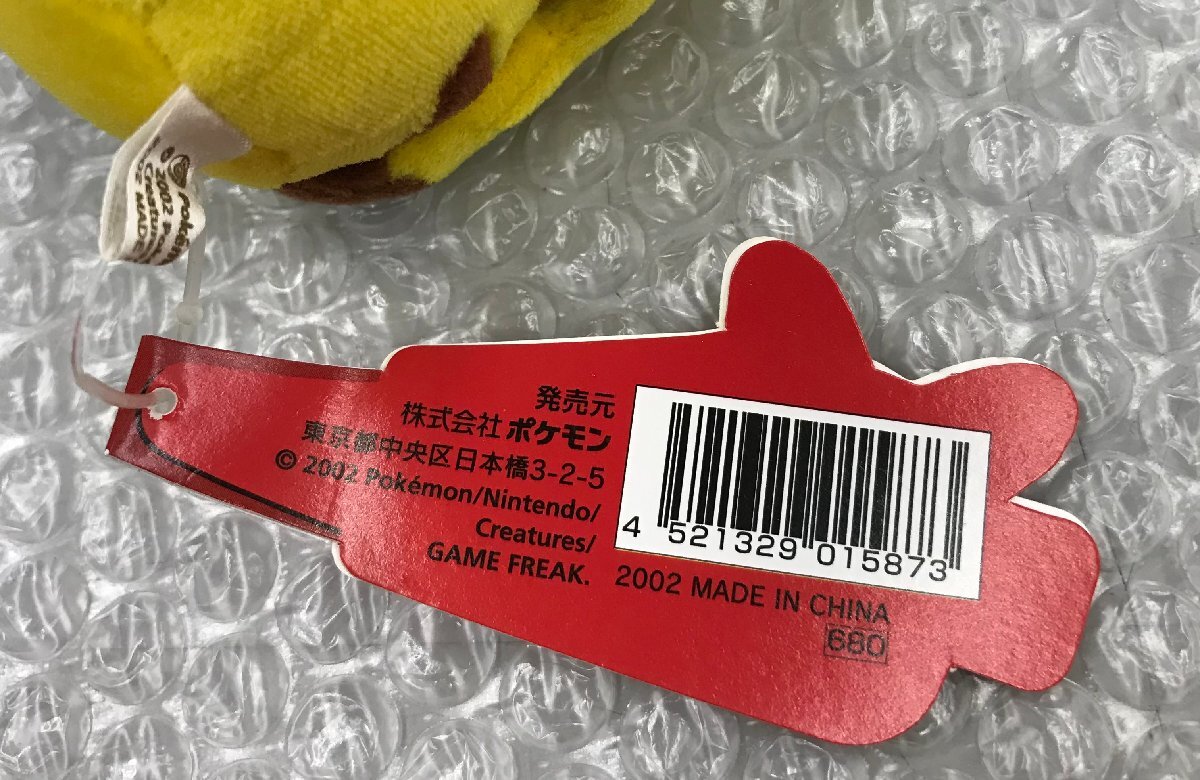 発売元
株式会社 ポケモン
東京都中央区日本橋3-2-5
© 2002 Pokémon/Nintendo/
Creatures/
GAME FREAK.
4 521329 015873
2002 MADE IN CHINA
680
© 2002